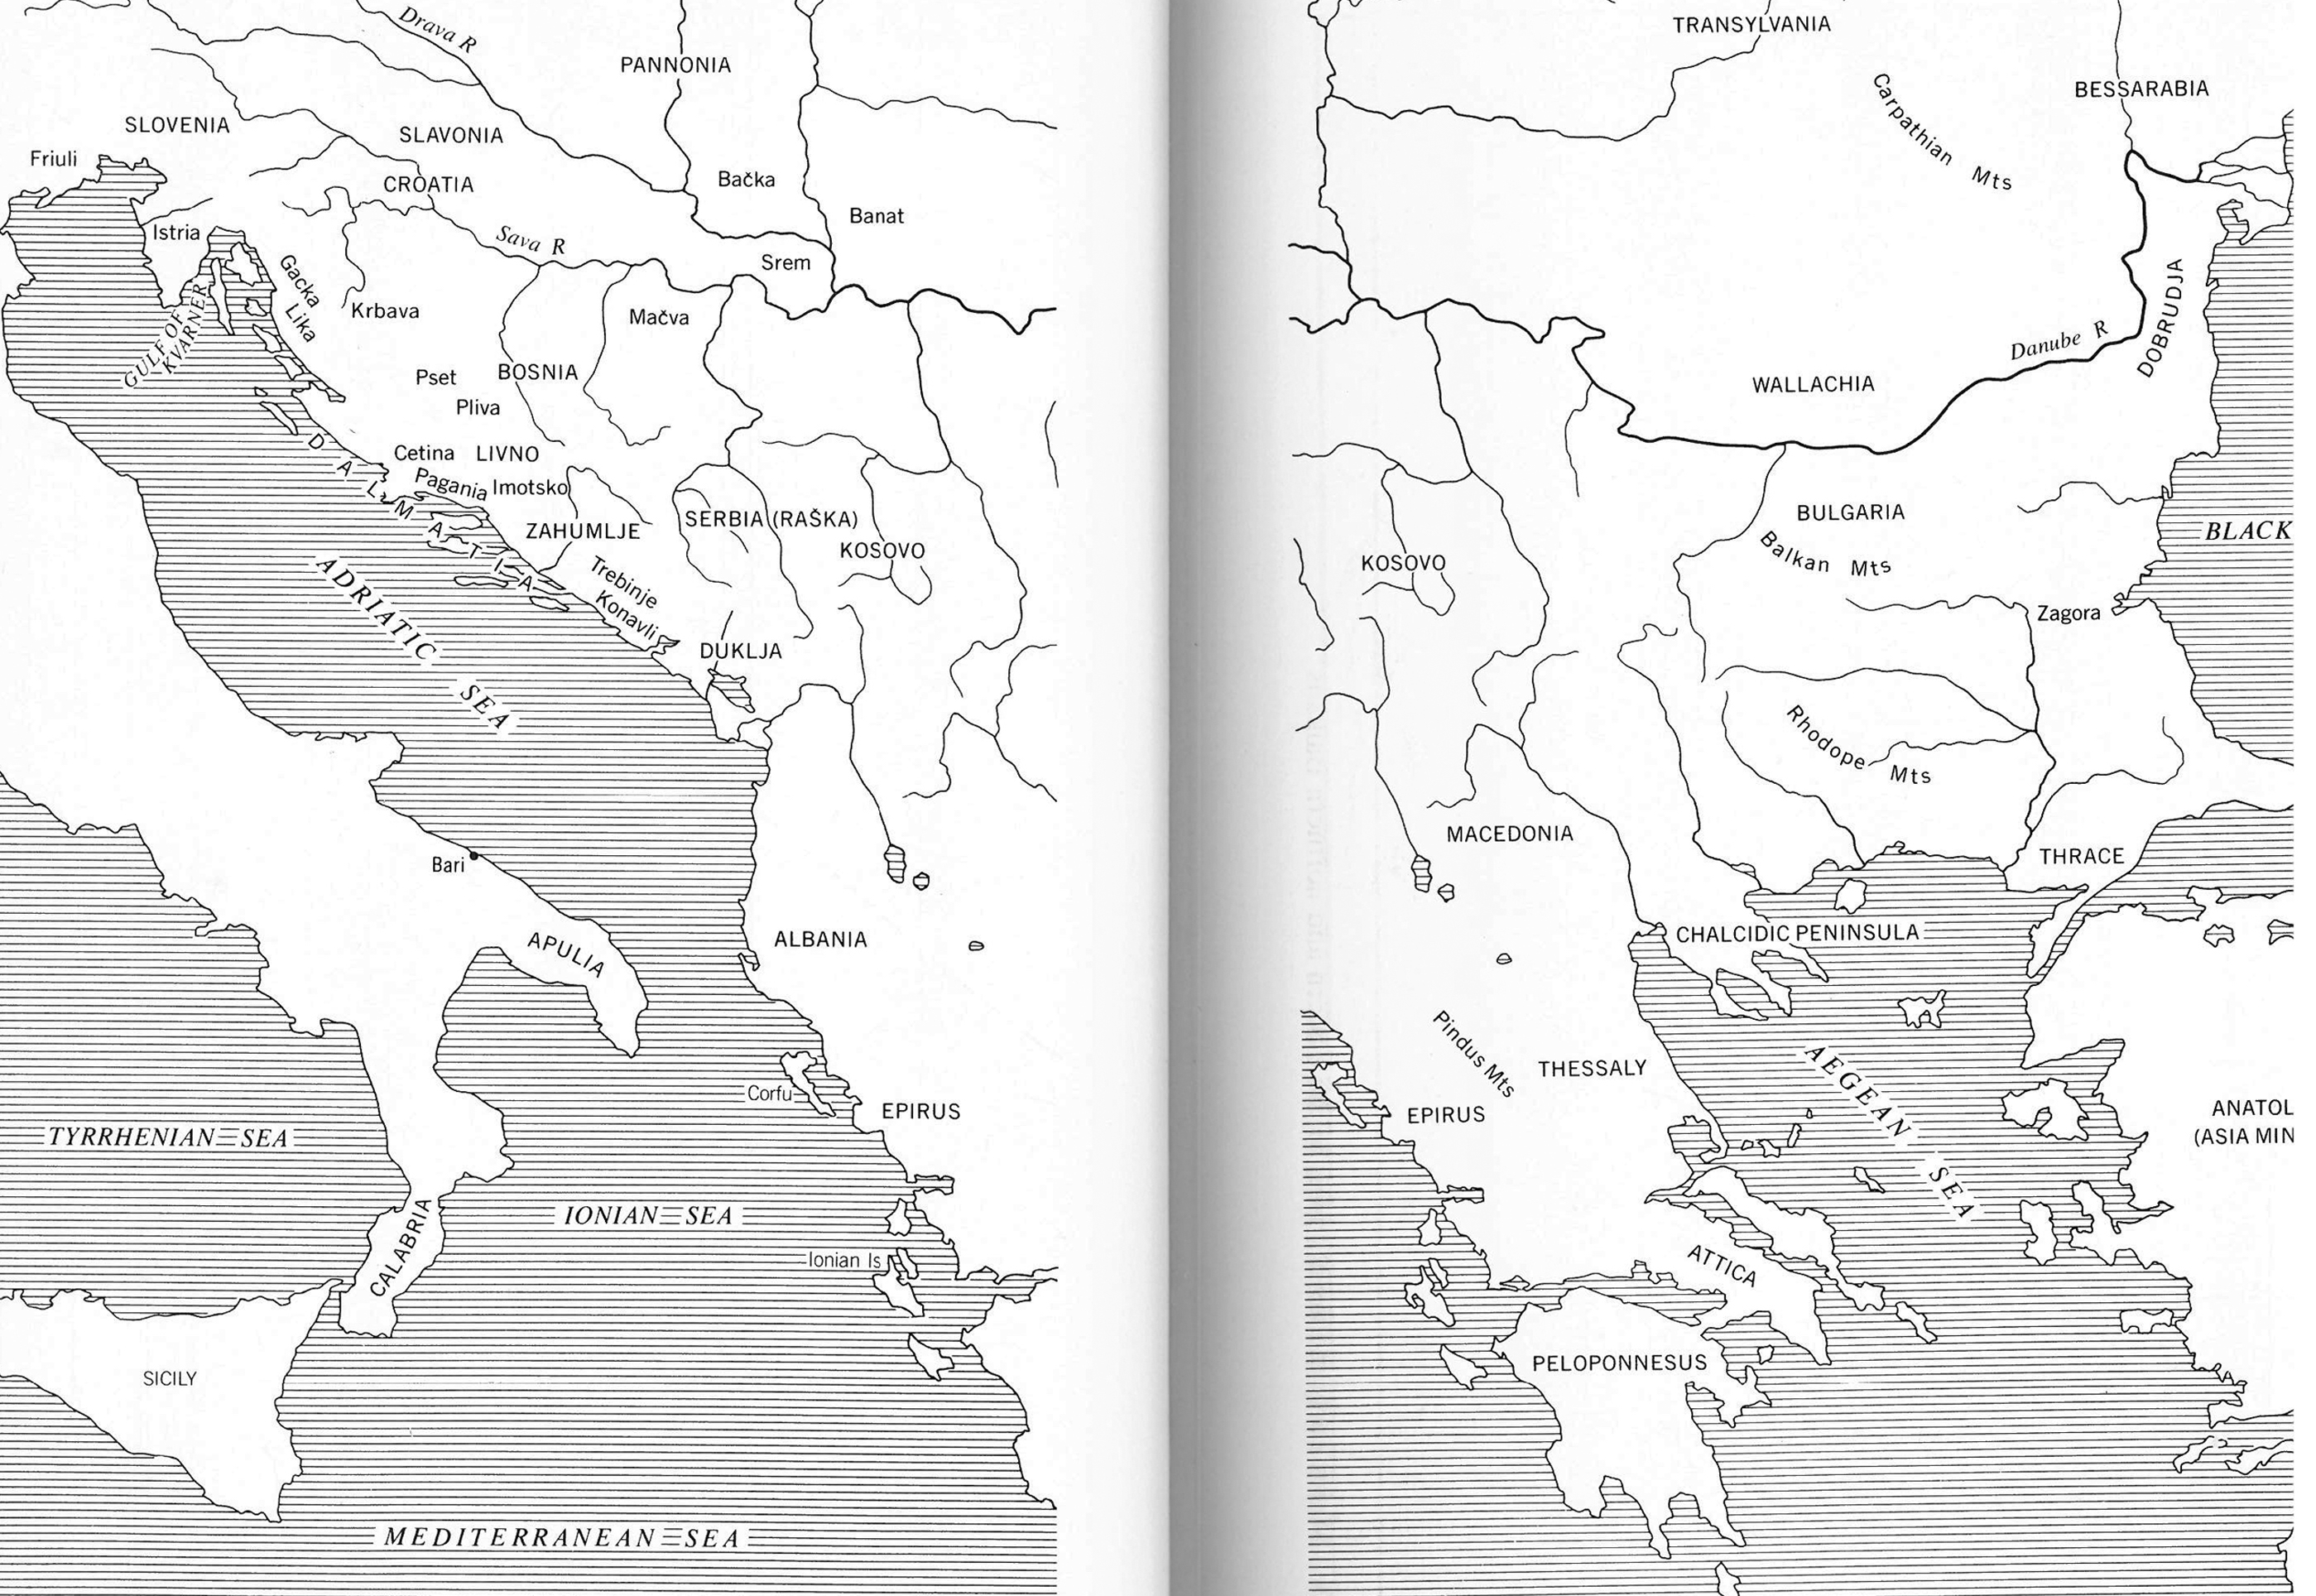 Drava R
PANNONIA
SLOVENIA
SLAVONIA
Friuli
CROATIA
Bačka
Istria
Banat
Sava R
Srem
Gacka
Lika
GULF OF
KVARNER
Krbava
Mačva
Pset
BOSNIA
Pliva
Cetina
LIVNO
DALMATIA
Pagania
Imotsko
ZAHUMLJE
SERBIA (RAŠKA)
KOSOVO
Trebinje
Konavli
DUKLJA
ADRIATIC SEA
Bari
APULIA
ALBANIA
Corfu
EPIRUS
TYRRHENIAN SEA
IONIAN SEA
CALABRIA
Ionian Is
SICILY
MEDITERRANEAN SEA
TRANSYLVANIA
Carpathian Mts
BESSARABIA
DOBRUDJA
Danube R
WALLACHIA
BULGARIA
BLACK
Balkan Mts
KOSOVO
Zagora
Rhodope Mts
MACEDONIA
THRACE
CHALCIDIC PENINSULA
Pindus Mts
THESSALY
AEGEAN SEA
EPIRUS
ANATOL
(ASIA MIN
ATTICA
PELOPONNESUS